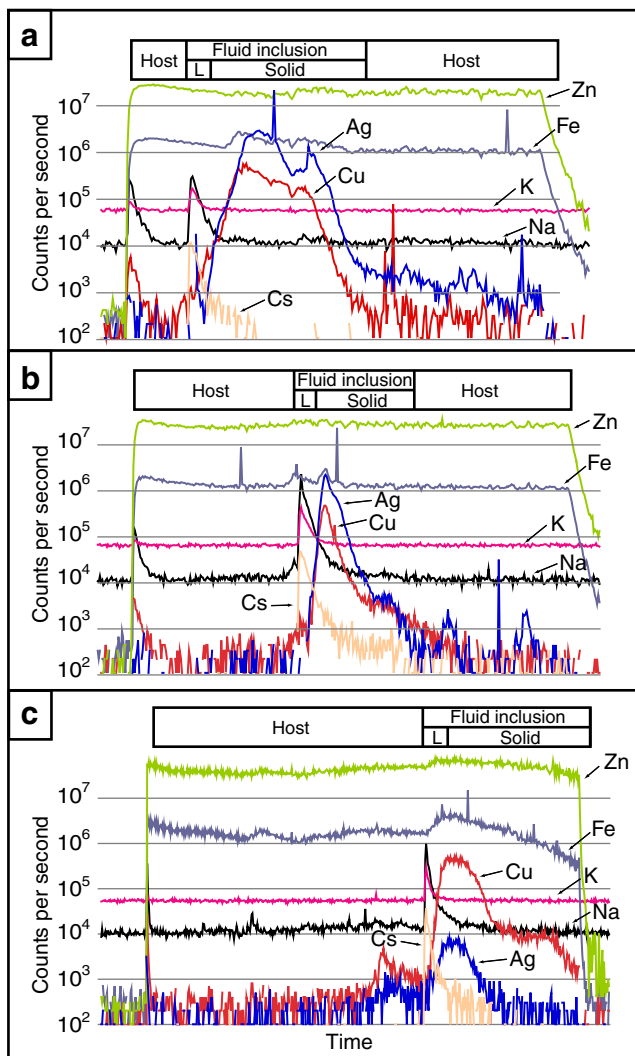 a
Host
Fluid inclusion
L
Solid
Host
Counts per second
10^7
10^6
10^5
10^4
10^3
10^2
Zn
Ag
Fe
Cu
K
Na
Cs
b
Host
Fluid inclusion
L
Solid
Host
Counts per second
10^7
10^6
10^5
10^4
10^3
10^2
Zn
Fe
Ag
Cu
K
Na
Cs
c
Host
Fluid inclusion
L
Solid
Counts per second
10^7
10^6
10^5
10^4
10^3
10^2
Zn
Fe
Cu
K
Na
Cs
Ag
Time